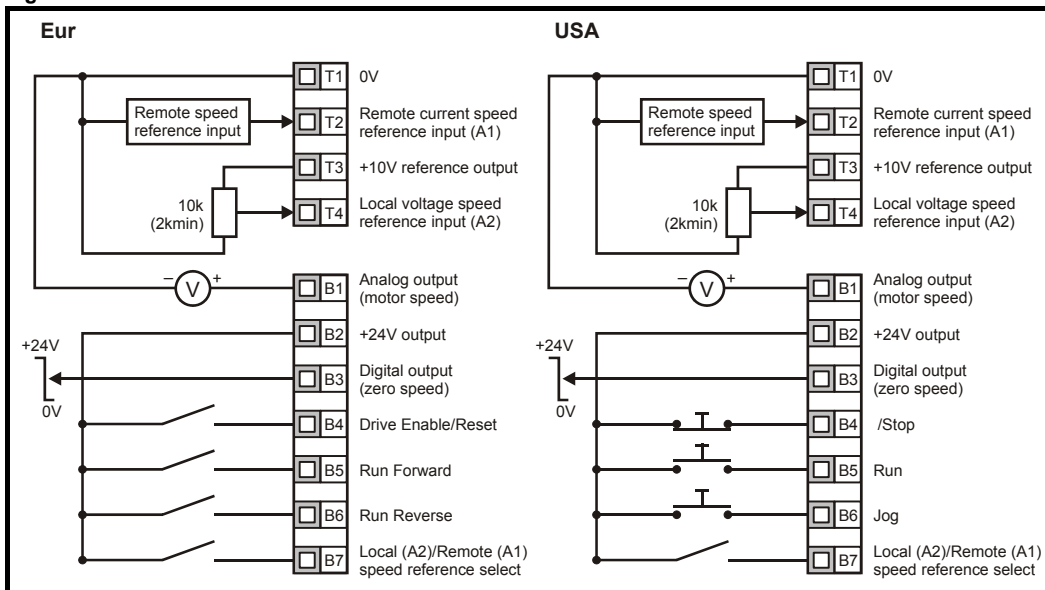 Eur
T1 0V
Remote speed
reference input
T2 Remote current speed
reference input (A1)
T3 +10V reference output
10k
(2kmin)
T4 Local voltage speed
reference input (A2)
− V +
B1 Analog output
(motor speed)
B2 +24V output
+24V
0V
B3 Digital output
(zero speed)
B4 Drive Enable/Reset
B5 Run Forward
B6 Run Reverse
B7 Local (A2)/Remote (A1)
speed reference select
USA
T1 0V
Remote speed
reference input
T2 Remote current speed
reference input (A1)
T3 +10V reference output
10k
(2kmin)
T4 Local voltage speed
reference input (A2)
− V +
B1 Analog output
(motor speed)
B2 +24V output
+24V
0V
B3 Digital output
(zero speed)
B4 /Stop
B5 Run
B6 Jog
B7 Local (A2)/Remote (A1)
speed reference select